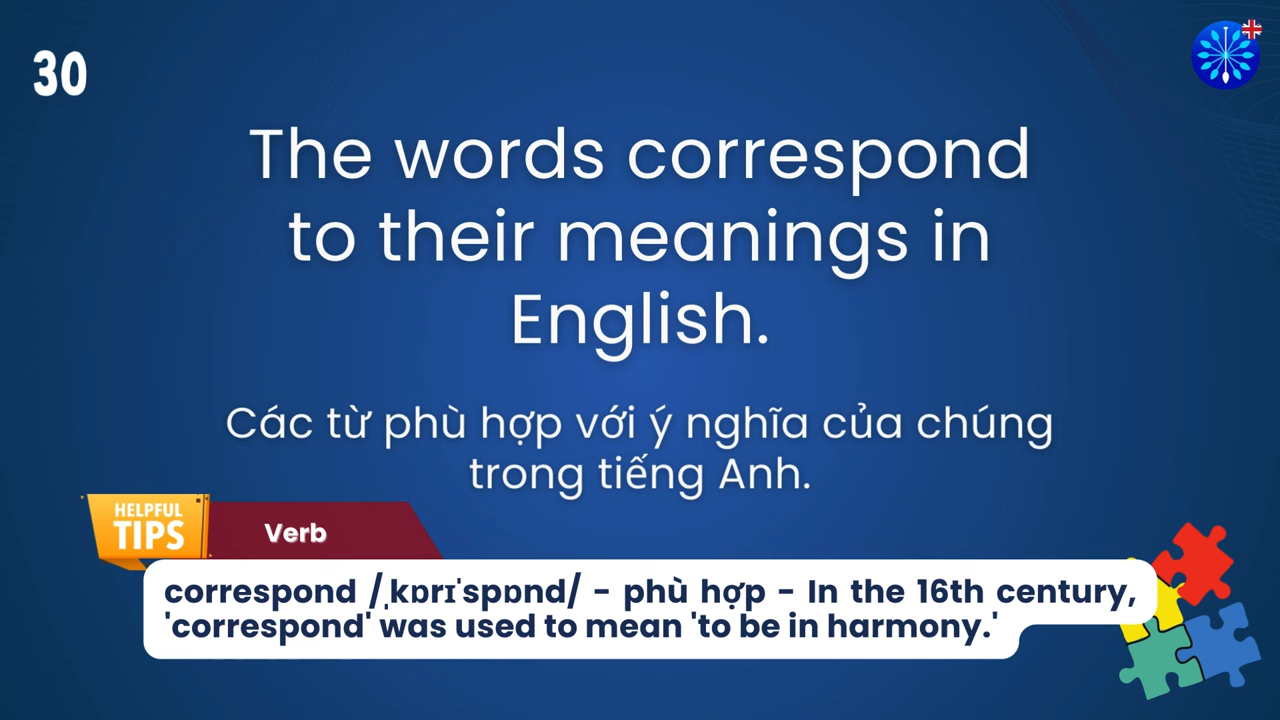 30
The words correspond
to their meanings in
English.
Các từ phù hợp với ý nghĩa của chúng
trong tiếng Anh.
HELPFUL
TIPS
Verb
correspond /ˌkɒrɪˈspɒnd/ - phù hợp - In the 16th century,
'correspond' was used to mean 'to be in harmony.'